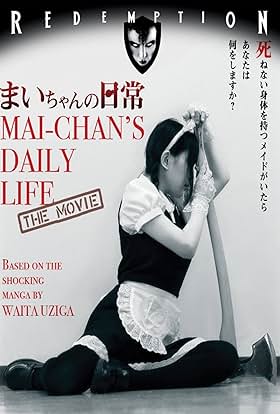 REDEMPTION
死ねない身体を持つメイドがいたら
あなたは
何をしますか？
まいちゃんの日常
MAI-CHAN'S
DAILY
LIFE
THE MOVIE
BASED ON THE
SHOCKING
MANGA BY
WAITA UZIGA